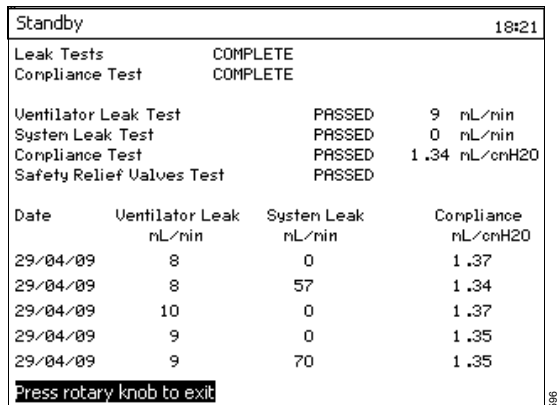 Standby 18:21
Leak Tests COMPLETE
Compliance Test COMPLETE
Ventilator Leak Test PASSED 9 mL/min
System Leak Test PASSED 0 mL/min
Compliance Test PASSED 1.34 mL/cmH2O
Safety Relief Valves Test PASSED
Date Ventilator Leak System Leak Compliance
mL/min mL/min mL/cmH2O
29/04/09 8 0 1.37
29/04/09 8 57 1.34
29/04/09 10 0 1.37
29/04/09 9 0 1.35
29/04/09 9 70 1.35
Press rotary knob to exit